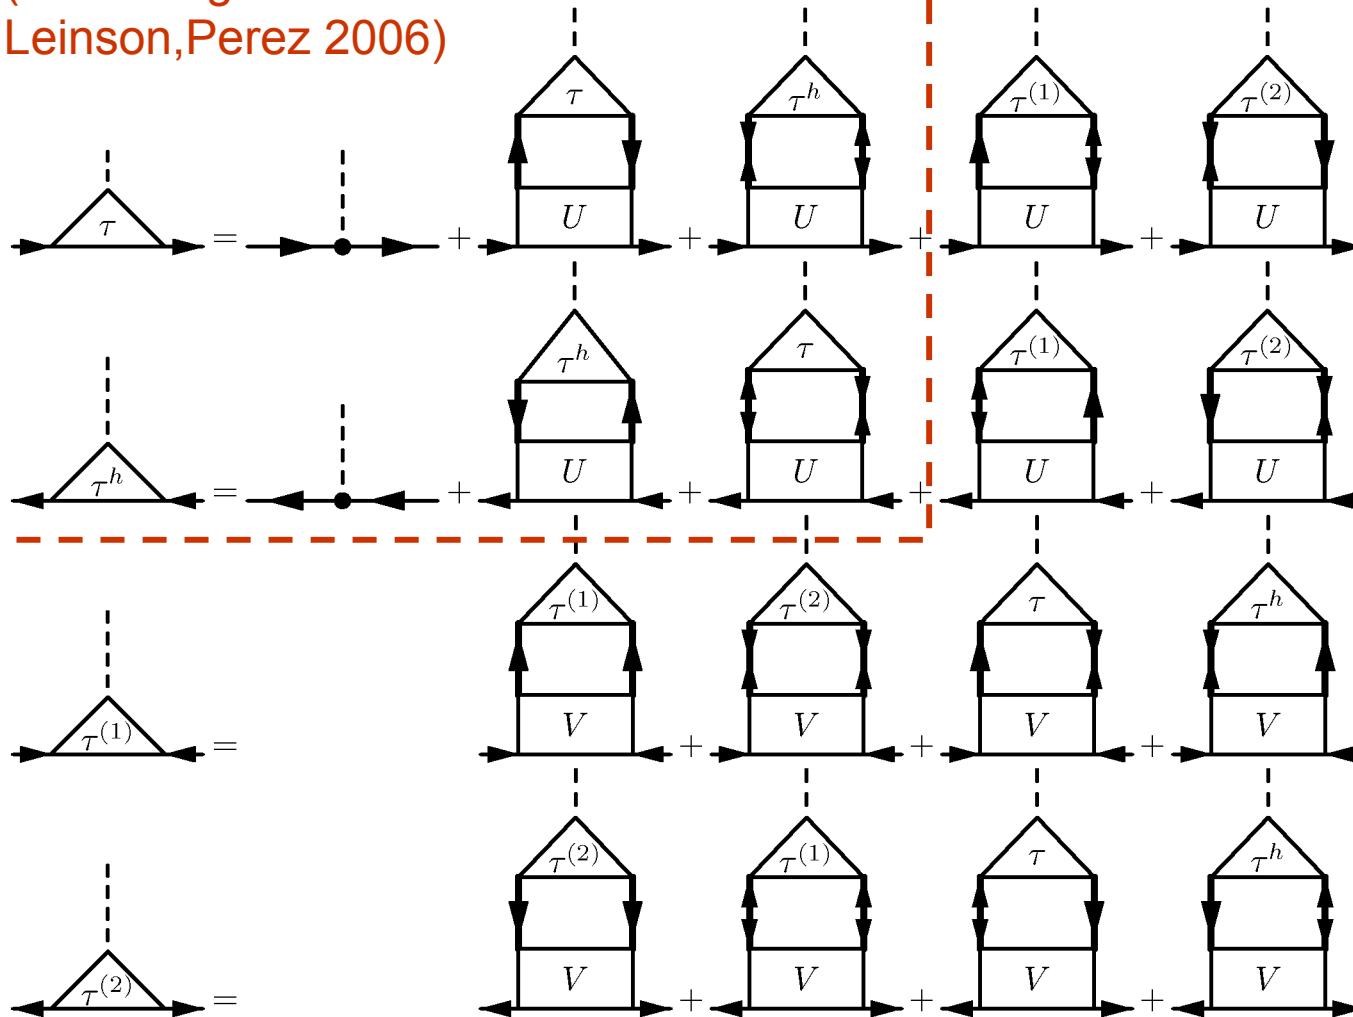 Leinson,Perez 2006)
τ τ^h τ^(1) τ^(2)
τ = + U + U + U + U
τ^h τ τ^(1) τ^(2)
τ^h = + U + U + U + U
τ^(1) τ^(2) τ τ^h
τ^(1) = V + V + V + V
τ^(2) τ^(1) τ τ^h
τ^(2) = V + V + V + V